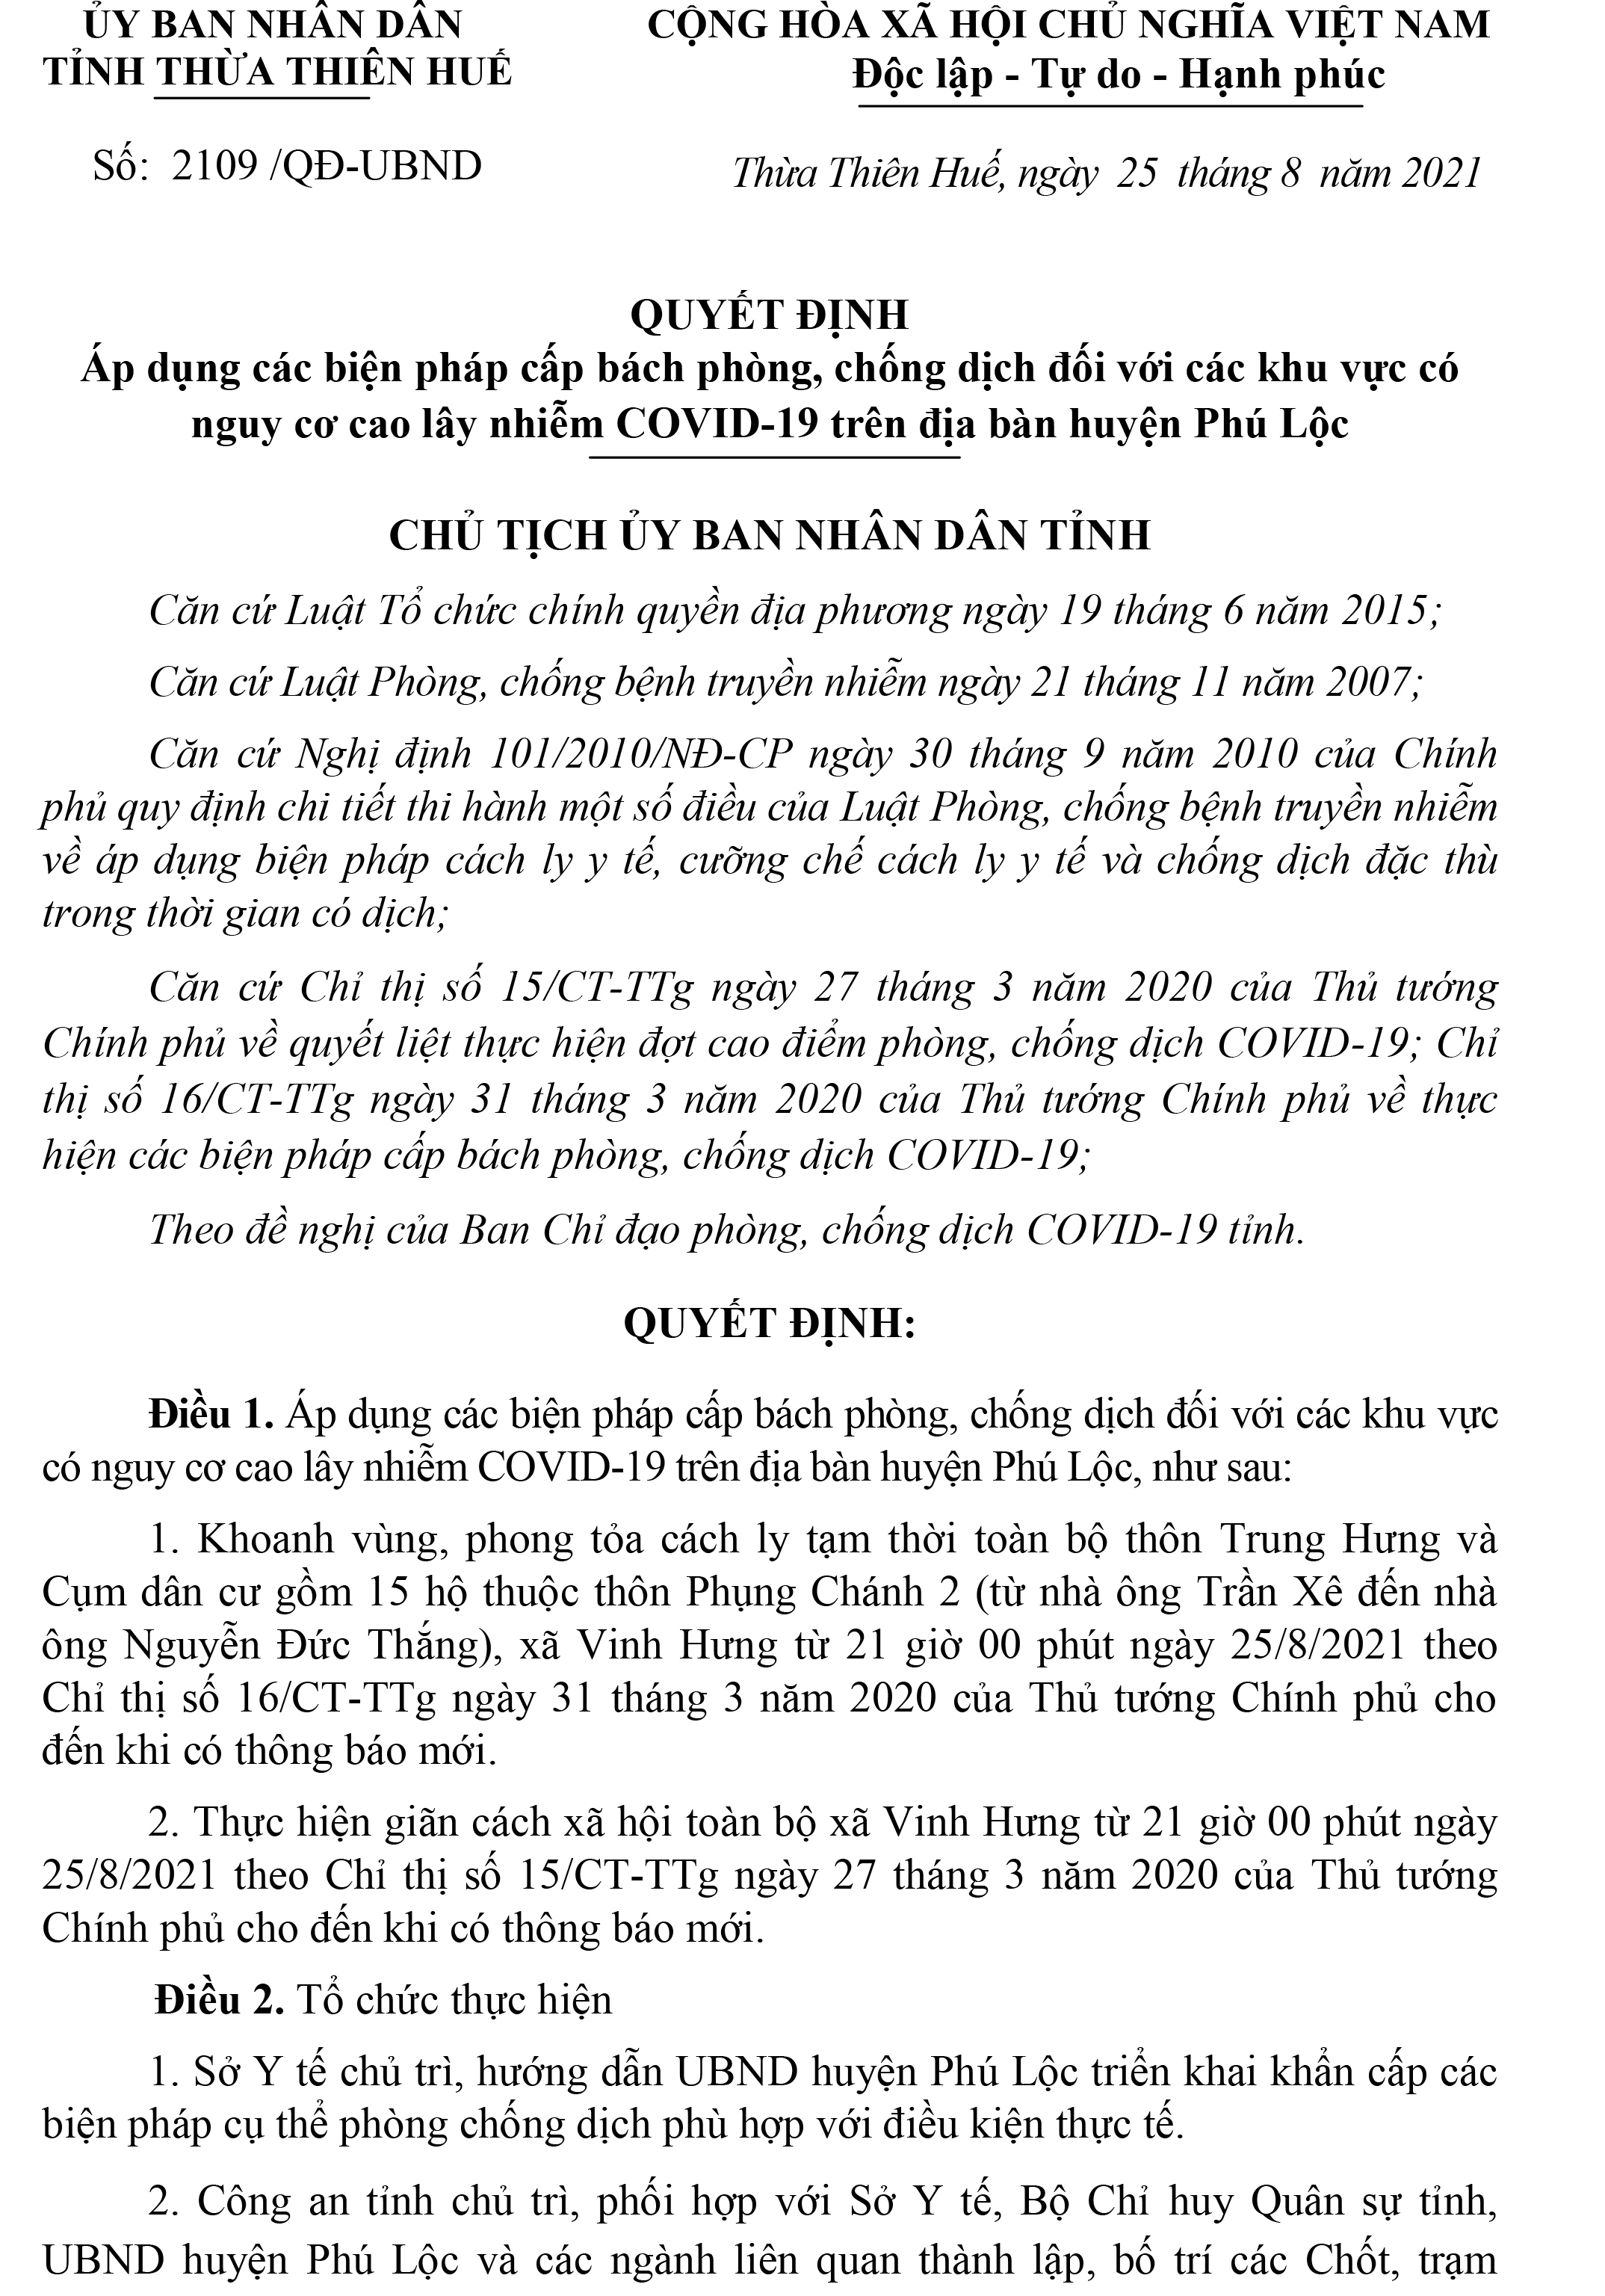 ỦY BAN NHÂN DÂN
TỈNH THỪA THIÊN HUẾ
CỘNG HÒA XÃ HỘI CHỦ NGHĨA VIỆT NAM
Độc lập - Tự do - Hạnh phúc
Số: 2109 /QĐ-UBND
Thừa Thiên Huế, ngày 25 tháng 8 năm 2021
QUYẾT ĐỊNH
Áp dụng các biện pháp cấp bách phòng, chống dịch đối với các khu vực có
nguy cơ cao lây nhiễm COVID-19 trên địa bàn huyện Phú Lộc
CHỦ TỊCH ỦY BAN NHÂN DÂN TỈNH
Căn cứ Luật Tổ chức chính quyền địa phương ngày 19 tháng 6 năm 2015;
Căn cứ Luật Phòng, chống bệnh truyền nhiễm ngày 21 tháng 11 năm 2007;
Căn cứ Nghị định 101/2010/NĐ-CP ngày 30 tháng 9 năm 2010 của Chính
phủ quy định chi tiết thi hành một số điều của Luật Phòng, chống bệnh truyền nhiễm
về áp dụng biện pháp cách ly y tế, cưỡng chế cách ly y tế và chống dịch đặc thù
trong thời gian có dịch;
Căn cứ Chỉ thị số 15/CT-TTg ngày 27 tháng 3 năm 2020 của Thủ tướng
Chính phủ về quyết liệt thực hiện đợt cao điểm phòng, chống dịch COVID-19; Chỉ
thị số 16/CT-TTg ngày 31 tháng 3 năm 2020 của Thủ tướng Chính phủ về thực
hiện các biện pháp cấp bách phòng, chống dịch COVID-19;
Theo đề nghị của Ban Chỉ đạo phòng, chống dịch COVID-19 tỉnh.
QUYẾT ĐỊNH:
Điều 1. Áp dụng các biện pháp cấp bách phòng, chống dịch đối với các khu vực
có nguy cơ cao lây nhiễm COVID-19 trên địa bàn huyện Phú Lộc, như sau:
1. Khoanh vùng, phong tỏa cách ly tạm thời toàn bộ thôn Trung Hưng và
Cụm dân cư gồm 15 hộ thuộc thôn Phụng Chánh 2 (từ nhà ông Trần Xê đến nhà
ông Nguyễn Đức Thắng), xã Vinh Hưng từ 21 giờ 00 phút ngày 25/8/2021 theo
Chỉ thị số 16/CT-TTg ngày 31 tháng 3 năm 2020 của Thủ tướng Chính phủ cho
đến khi có thông báo mới.
2. Thực hiện giãn cách xã hội toàn bộ xã Vinh Hưng từ 21 giờ 00 phút ngày
25/8/2021 theo Chỉ thị số 15/CT-TTg ngày 27 tháng 3 năm 2020 của Thủ tướng
Chính phủ cho đến khi có thông báo mới.
Điều 2. Tổ chức thực hiện
1. Sở Y tế chủ trì, hướng dẫn UBND huyện Phú Lộc triển khai khẩn cấp các
biện pháp cụ thể phòng chống dịch phù hợp với điều kiện thực tế.
2. Công an tỉnh chủ trì, phối hợp với Sở Y tế, Bộ Chỉ huy Quân sự tỉnh,
UBND huyện Phú Lộc và các ngành liên quan thành lập, bố trí các Chốt, trạm